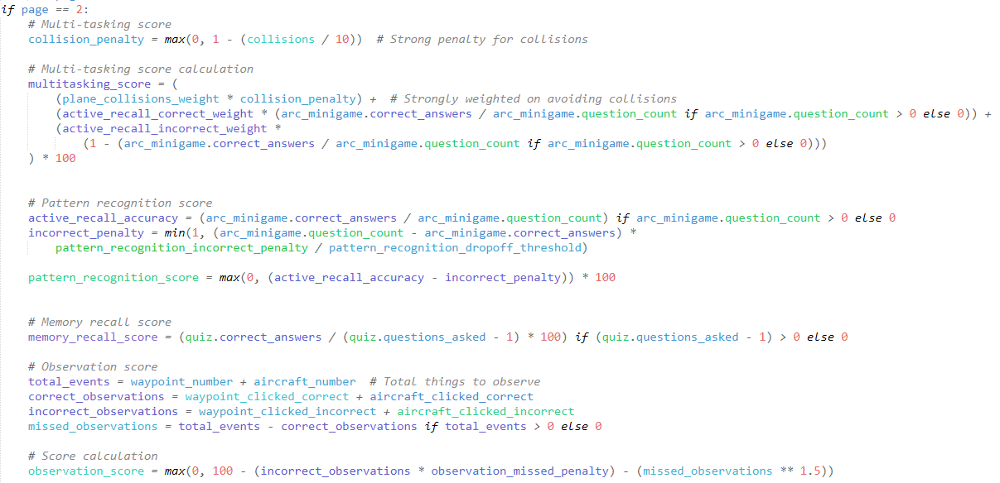 if page == 2:
# Multi-tasking score
collision_penalty = max(0, 1 - (collisions / 10))  # Strong penalty for collisions
# Multi-tasking score calculation
multitasking_score = (
(plane_collisions_weight * collision_penalty) +  # Strongly weighted on avoiding collisions
(active_recall_correct_weight * (arc_minigame.correct_answers / arc_minigame.question_count if arc_minigame.question_count > 0 else 0)) +
(active_recall_incorrect_weight *
(1 - (arc_minigame.correct_answers / arc_minigame.question_count if arc_minigame.question_count > 0 else 0)))
) * 100
# Pattern recognition score
active_recall_accuracy = (arc_minigame.correct_answers / arc_minigame.question_count) if arc_minigame.question_count > 0 else 0
incorrect_penalty = min(1, (arc_minigame.question_count - arc_minigame.correct_answers) *
pattern_recognition_incorrect_penalty / pattern_recognition_dropoff_threshold)
pattern_recognition_score = max(0, (active_recall_accuracy - incorrect_penalty)) * 100
# Memory recall score
memory_recall_score = (quiz.correct_answers / (quiz.questions_asked - 1) * 100) if (quiz.questions_asked - 1) > 0 else 0
# Observation score
total_events = waypoint_number + aircraft_number  # Total things to observe
correct_observations = waypoint_clicked_correct + aircraft_clicked_correct
incorrect_observations = waypoint_clicked_incorrect + aircraft_clicked_incorrect
missed_observations = total_events - correct_observations if total_events > 0 else 0
# Score calculation
observation_score = max(0, 100 - (incorrect_observations * observation_missed_penalty) - (missed_observations ** 1.5))